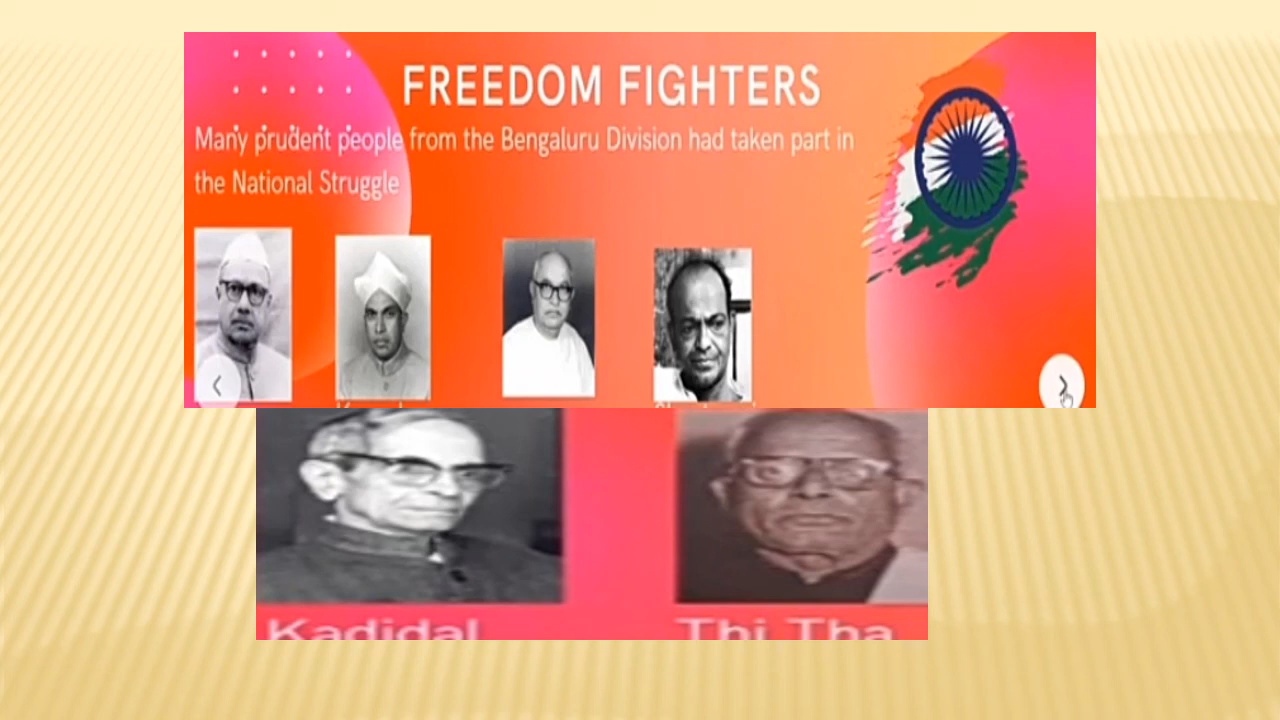 FREEDOM FIGHTERS
Many prudent people from the Bengaluru Division had taken part in
the National Struggle
Kadidal
Thi Tha